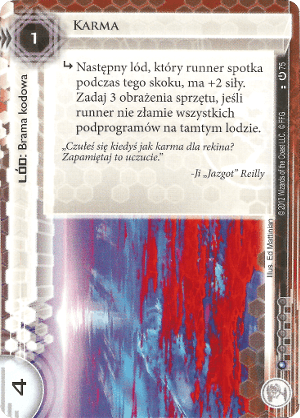 KARMA
1
LÓD: Brama kodowa
↳ Następny lód, który runner spotka
podczas tego skoku, ma +2 siły.
Zadaj 3 obrażenia sprzętu, jeśli
runner nie złamie wszystkich
podprogramów na tamtym lodzie.
„Czułeś się kiedyś jak karma dla rekina?
Zapamiętaj to uczucie.”
-Ji „Jazgot” Reilly
4
Illus. Ed Mattinian
© 2012 Wizards of the Coast LLC. © FFG
75